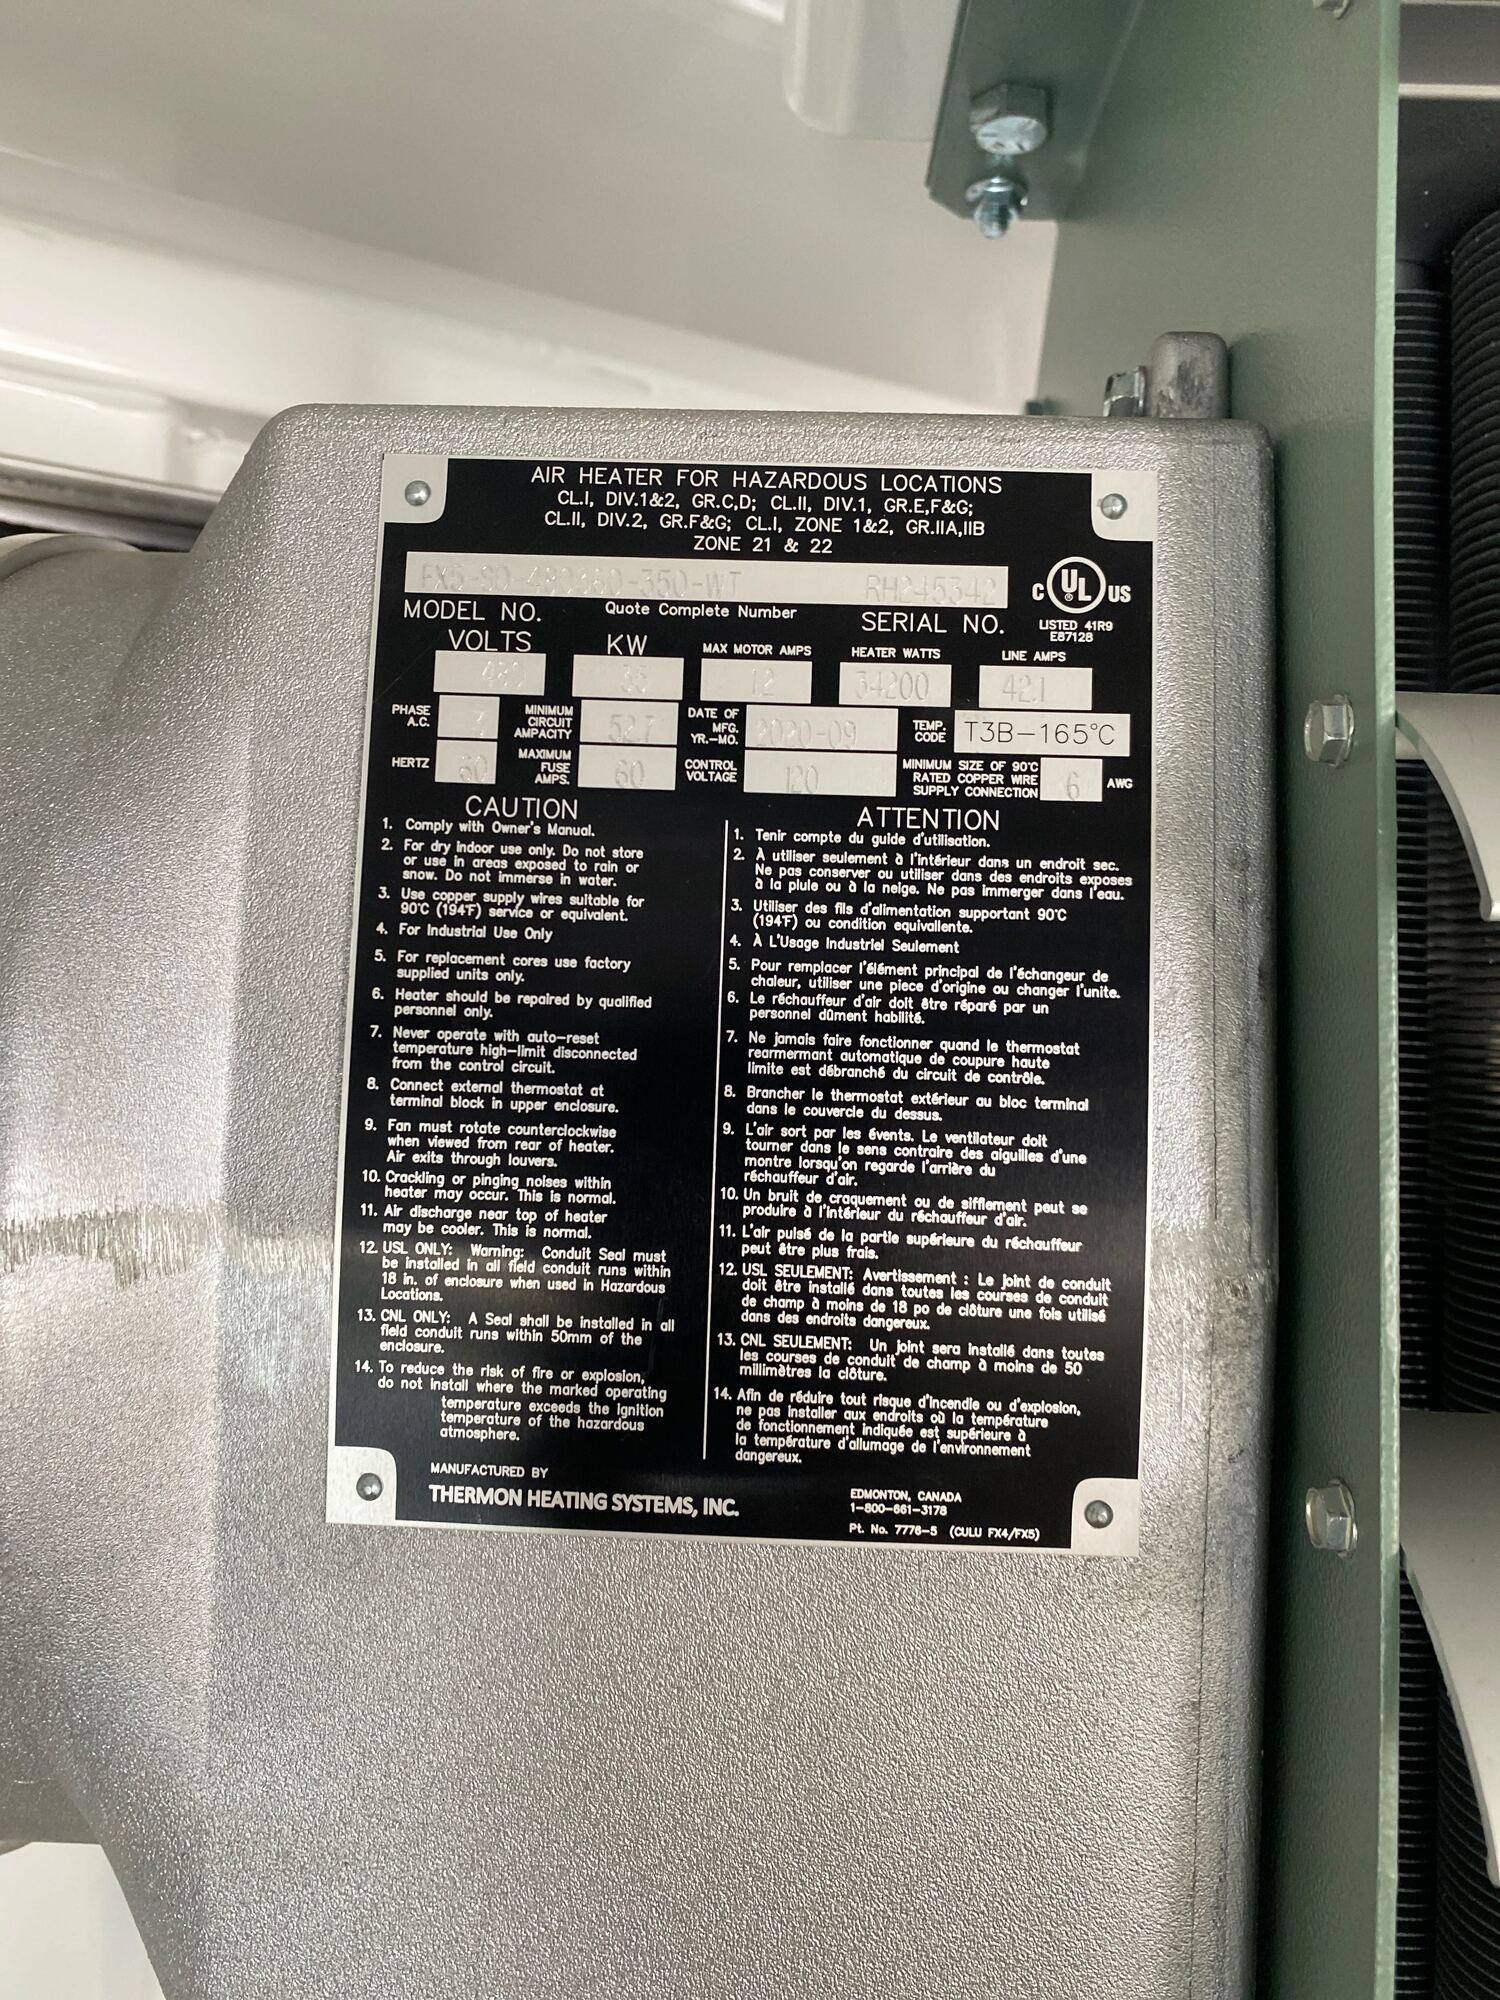 AIR HEATER FOR HAZARDOUS LOCATIONS
CL.I, DIV.1&2, GR.C,D; CL.II, DIV.1, GR.E,F&G;
CL.II, DIV.2, GR.F&G; CL.I, ZONE 1&2, GR.IIA,IIB
ZONE 21 & 22
FX5-SD-480360-350-WT RH245342
C UL ® US
MODEL NO. Quote Complete Number SERIAL NO.
LISTED 41R9
E87128
VOLTS KW MAX MOTOR AMPS HEATER WATTS LINE AMPS
480 35 1.2 34200 42.1
PHASE A.C. 3 MINIMUM CIRCUIT AMPACITY 52.7 DATE OF MFG. YR.-MO. 2020-09 TEMP. CODE T3B-165°C
HERTZ 60 MAXIMUM FUSE AMPS. 60 CONTROL VOLTAGE 120 MINIMUM SIZE OF 90°C RATED COPPER WIRE SUPPLY CONNECTION 6 AWG
CAUTION
1. Comply with Owner's Manual.
2. For dry indoor use only. Do not store
or use in areas exposed to rain or
snow. Do not immerse in water.
3. Use copper supply wires suitable for
90°C (194°F) service or equivalent.
4. For Industrial Use Only
5. For replacement cores use factory
supplied units only.
6. Heater should be repaired by qualified
personnel only.
7. Never operate with auto-reset
temperature high-limit disconnected
from the control circuit.
8. Connect external thermostat at
terminal block in upper enclosure.
9. Fan must rotate counterclockwise
when viewed from rear of heater.
Air exits through louvers.
10. Crackling or pinging noises within
heater may occur. This is normal.
11. Air discharge near top of heater
may be cooler. This is normal.
12. USL ONLY: Warning: Conduit Seal must
be installed in all field conduit runs within
18 in. of enclosure when used in Hazardous
Locations.
13. CNL ONLY: A Seal shall be installed in all
field conduit runs within 50mm of the
enclosure.
14. To reduce the risk of fire or explosion,
do not install where the marked operating
temperature exceeds the ignition
temperature of the hazardous
atmosphere.
ATTENTION
1. Tenir compte du guide d'utilisation.
2. À utiliser seulement à l'intérieur dans un endroit sec.
Ne pas conserver ou utiliser dans des endroits exposes
à la pluie ou à la neige. Ne pas immerger dans l'eau.
3. Utiliser des fils d'alimentation supportant 90°C
(194°F) ou condition equivallente.
4. À L'Usage Industriel Seulement
5. Pour remplacer l'élément principal de l'échangeur de
chaleur, utiliser une piece d'origine ou changer l'unite.
6. Le réchauffeur d'air doit être réparé par un
personnel dûment habilité.
7. Ne jamais faire fonctionner quand le thermostat
rearmermant automatique de coupure haute
limite est débranché du circuit de contrôle.
8. Brancher le thermostat extérieur au bloc terminal
dans le couvercle du dessus.
9. L'air sort par les évents. Le ventilateur doit
tourner dans le sens contraire des aiguilles d'une
montre lorsqu'on regarde l'arrière du
réchauffeur d'air.
10. Un bruit de craquement ou de sifflement peut se
produire à l'intérieur du réchauffeur d'air.
11. L'air pulsé de la partie supérieure du réchauffeur
peut être plus frais.
12. USL SEULEMENT: Avertissement : Le joint de conduit
doit être installé dans toutes les courses de conduit
de champ à moins de 18 po de clôture une fois utilisé
dans des endroits dangereux.
13. CNL SEULEMENT: Un joint sera installé dans toutes
les courses de conduit de champ à moins de 50
millimètres la clôture.
14. Afin de réduire tout risque d'incendie ou d'explosion,
ne pas installer aux endroits où la température
de fonctionnement indiquée est supérieure à
la température d'allumage de l'environnement
dangereux.
MANUFACTURED BY
THERMON HEATING SYSTEMS, INC.
EDMONTON, CANADA
1-800-661-3178
Pt. No. 7776-5 (CULU FX4/FX5)